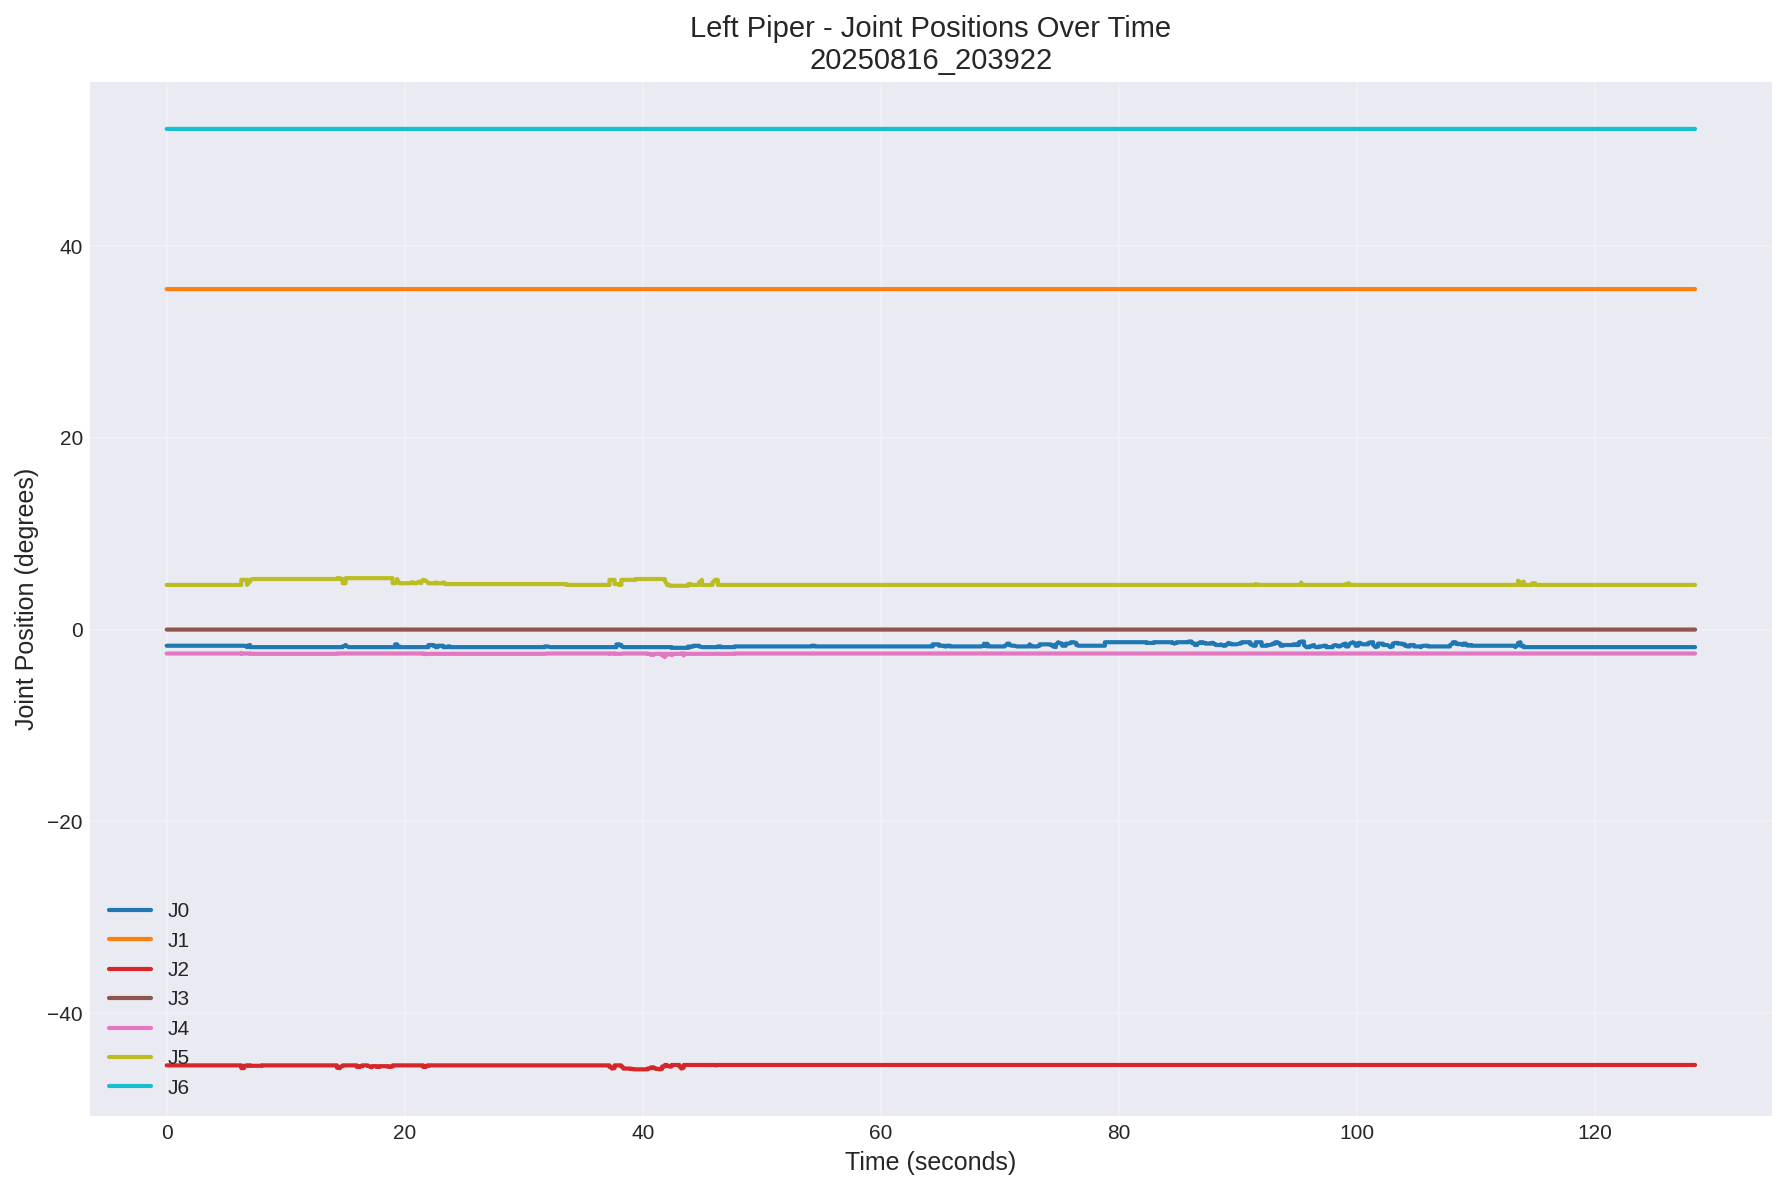 Left Piper - Joint Positions Over Time
20250816_203922
Joint Position (degrees)
40
20
0
−20
−40
J0
J1
J2
J3
J4
J5
J6
0
20
40
60
80
100
120
Time (seconds)